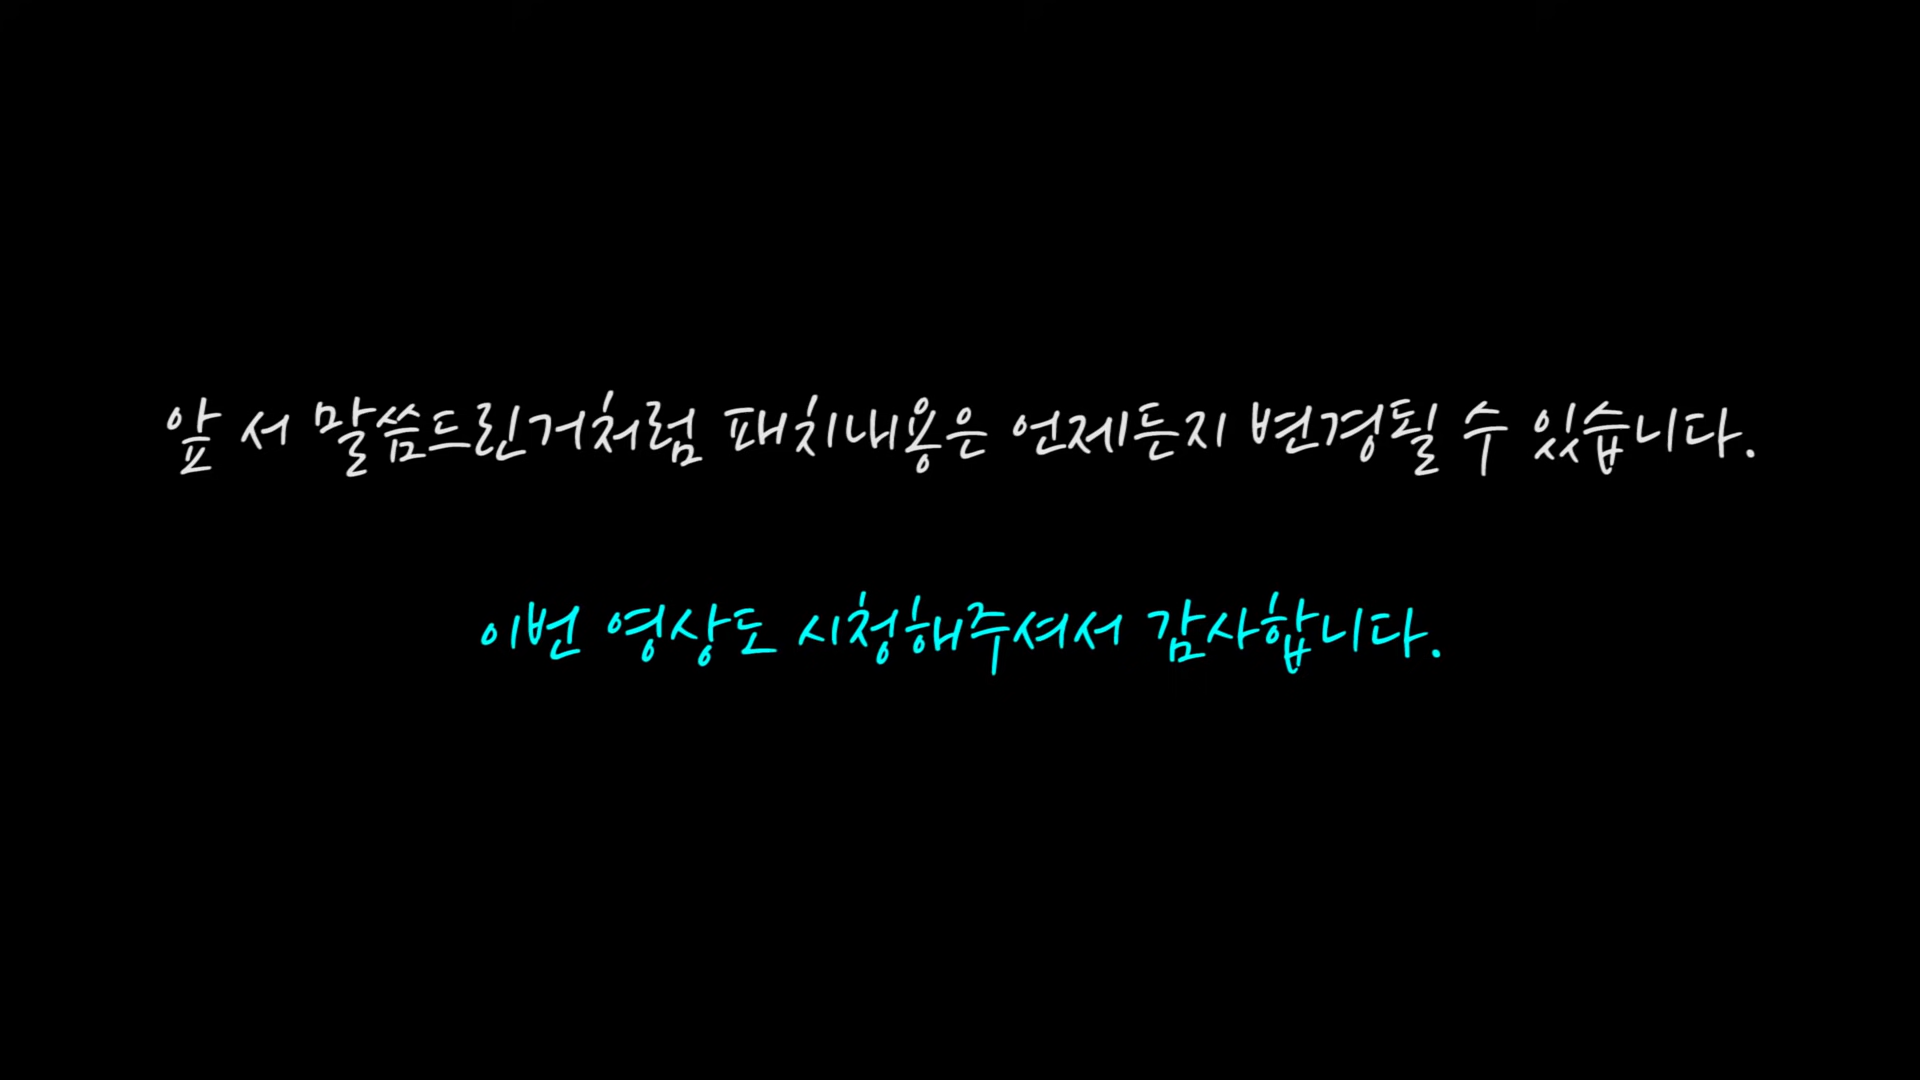 앞 서 말씀드린거처럼 패치내용은 언제든지 변경될 수 있습니다.
이번 영상도 시청해주셔서 감사합니다.